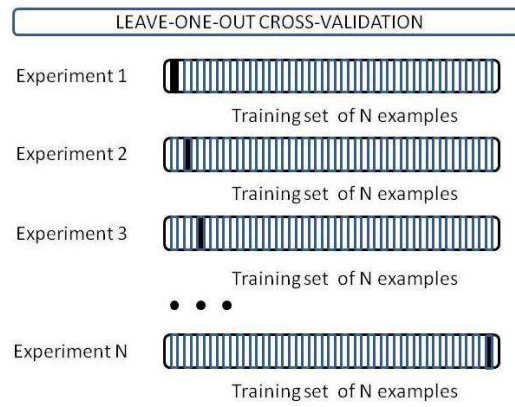 LEAVE-ONE-OUT CROSS-VALIDATION
Experiment 1
Training set of N examples
Experiment 2
Training set of N examples
Experiment 3
Training set of N examples
• • •
Experiment N
Training set of N examples